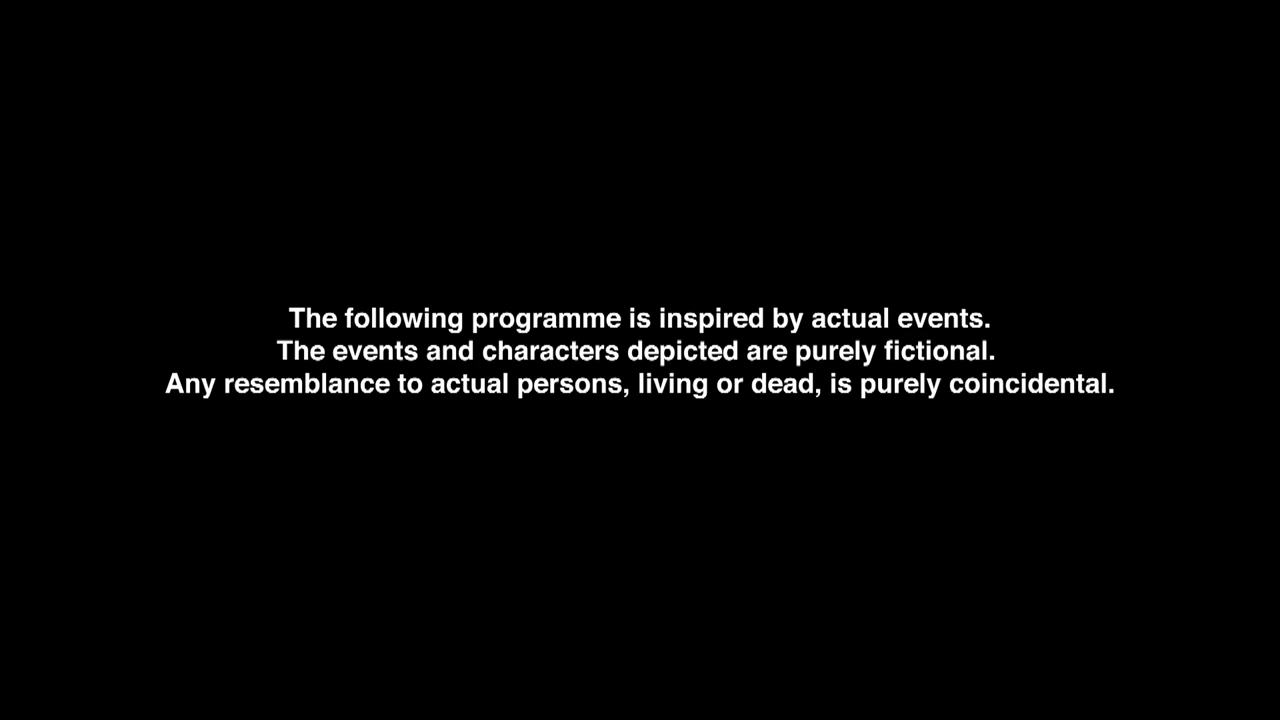 The following programme is inspired by actual events.
The events and characters depicted are purely fictional.
Any resemblance to actual persons, living or dead, is purely coincidental.